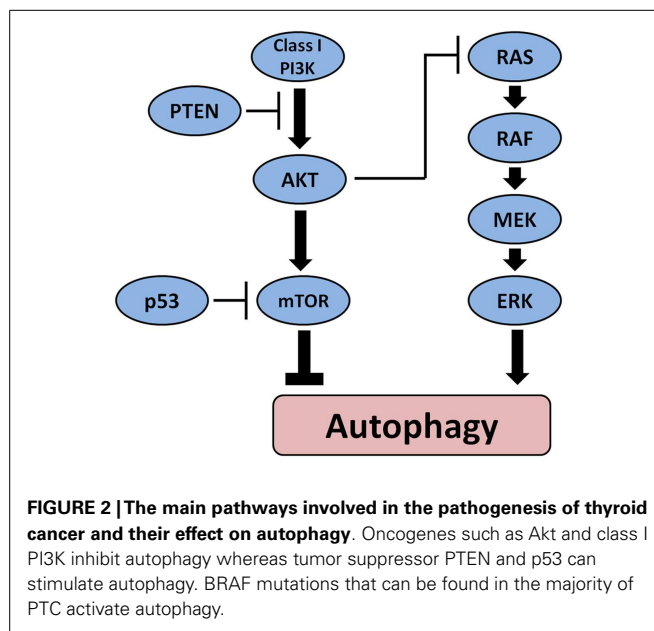 Class I
PI3K
RAS
PTEN
RAF
AKT
MEK
p53
mTOR
ERK
Autophagy
FIGURE 2 | The main pathways involved in the pathogenesis of thyroid
cancer and their effect on autophagy. Oncogenes such as Akt and class I
PI3K inhibit autophagy whereas tumor suppressor PTEN and p53 can
stimulate autophagy. BRAF mutations that can be found in the majority of
PTC activate autophagy.